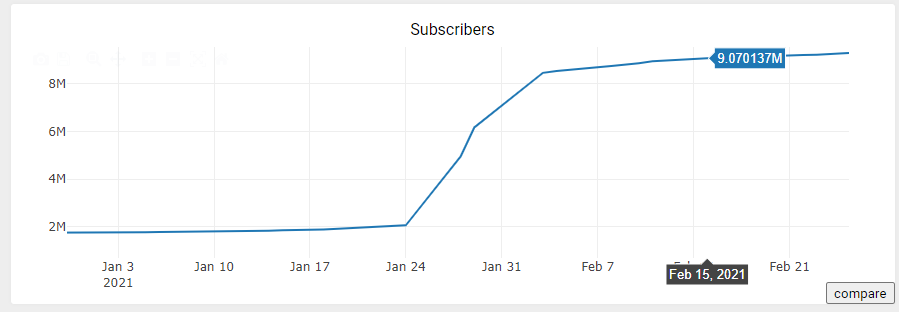 Subscribers
9.070137M
8M
6M
4M
2M
Jan 3
2021
Jan 10
Jan 17
Jan 24
Jan 31
Feb 7
Feb 15, 2021
Feb 21
compare